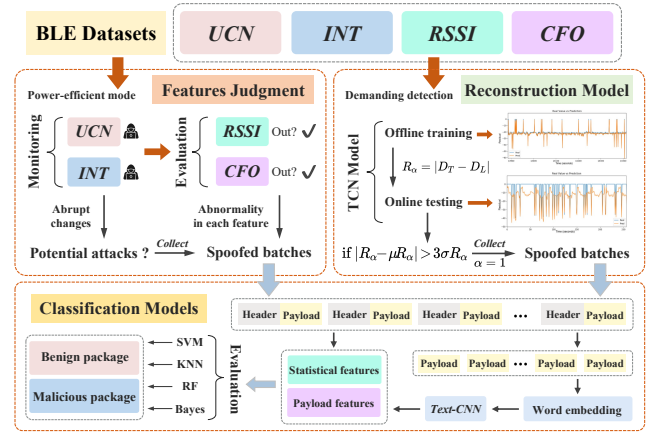 BLE Datasets
UCN
INT
RSSI
CFO
Power-efficient mode
Features Judgment
Monitoring
UCN
INT
Evaluation
RSSI
Out? ✓
CFO
Out? ✓
Abrupt
changes
Abnormality
in each feature
Potential attacks ?
Collect
Spoofed batches
Demanding detection
Reconstruction Model
TCN Model
Offline training
Rα = |D_T − D_L|
Online testing
if |Rα−μRα| > 3σRα
Collect
α = 1
Spoofed batches
Classification Models
Header Payload
Header Payload
Header Payload
•••
Header Payload
Benign package
Malicious package
SVM
KNN
RF
Bayes
Evaluation
Statistical features
Payload features
Payload
Payload
•••
Payload
Payload
Text-CNN
Word embedding